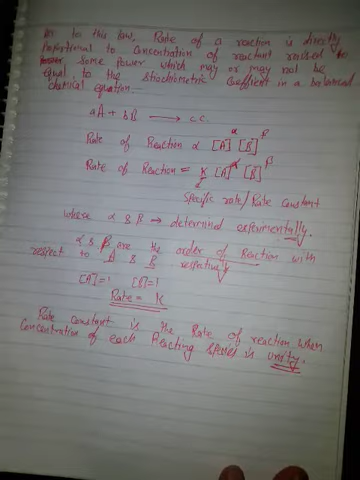 to this law, Rate of a reaction is directly
proportional to concentration of reactant raised to
some power which may or may not be
equal to the stiochiometric coefficient in a balanced
chemical equation
aA + bB → cC
Rate of Reaction ∝ [A]^α [B]^β
Rate of Reaction = K [A]^α [B]^β
Specific rate/Rate constant
where α & β → determined experimentally.
α & β are the order of Reaction with
respect to A & B respectively
[A]=1 [B]=1
Rate = K
Rate constant is the Rate of reaction when
Concentration of each Reacting Species is unity.